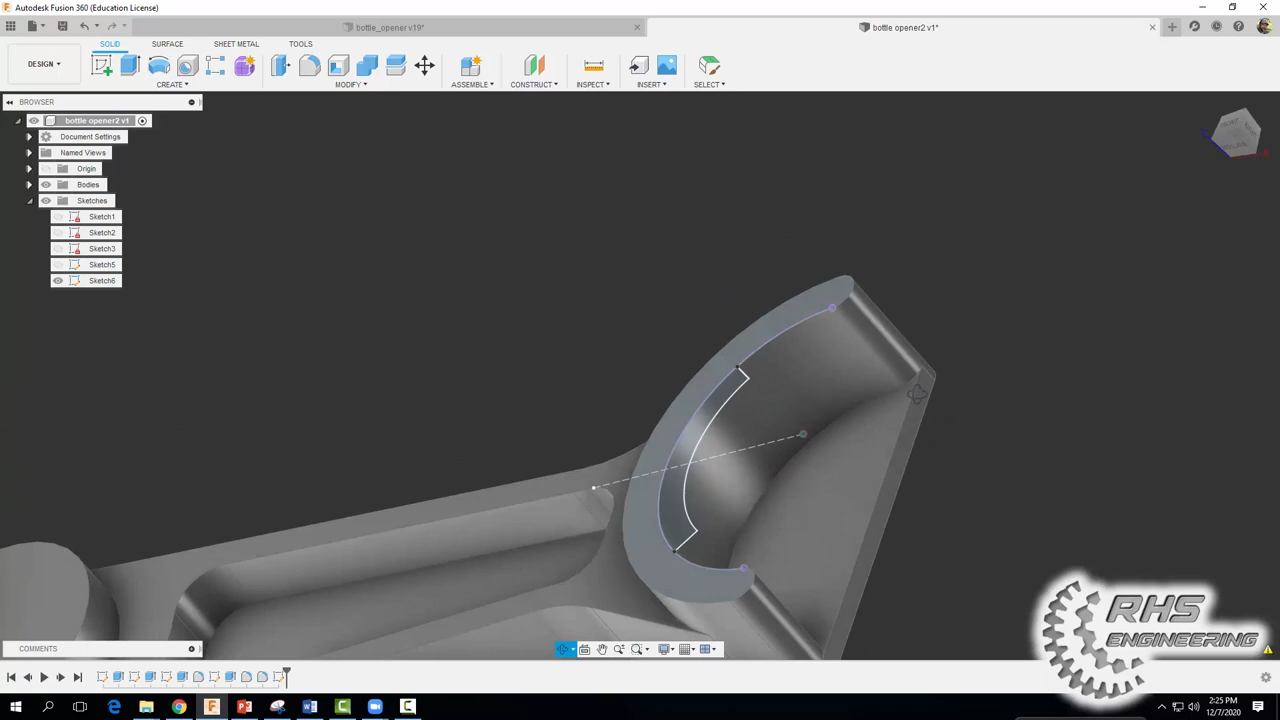 Autodesk Fusion 360 (Education License)
bottle_opener v19*
bottle opener2 v1*
SOLID
SURFACE
SHEET METAL
TOOLS
DESIGN
CREATE
MODIFY
ASSEMBLE
CONSTRUCT
INSPECT
INSERT
SELECT
BROWSER
bottle opener2 v1
Document Settings
Named Views
Origin
Bodies
Sketches
Sketch1
Sketch2
Sketch3
Sketch5
Sketch6
COMMENTS
RHS
ENGINEERING
2:25 PM
12/7/2020